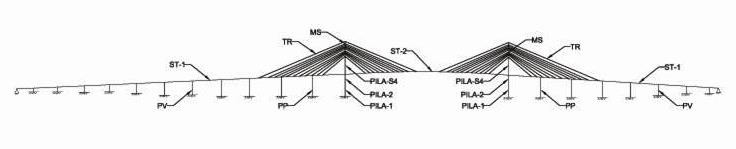 MS
TR
ST-2
MS
TR
ST-1
ST-1
PILA-S4
PILA-S4
PILA-2
PILA-2
PV
PP
PILA-1
PILA-1
PP
PV